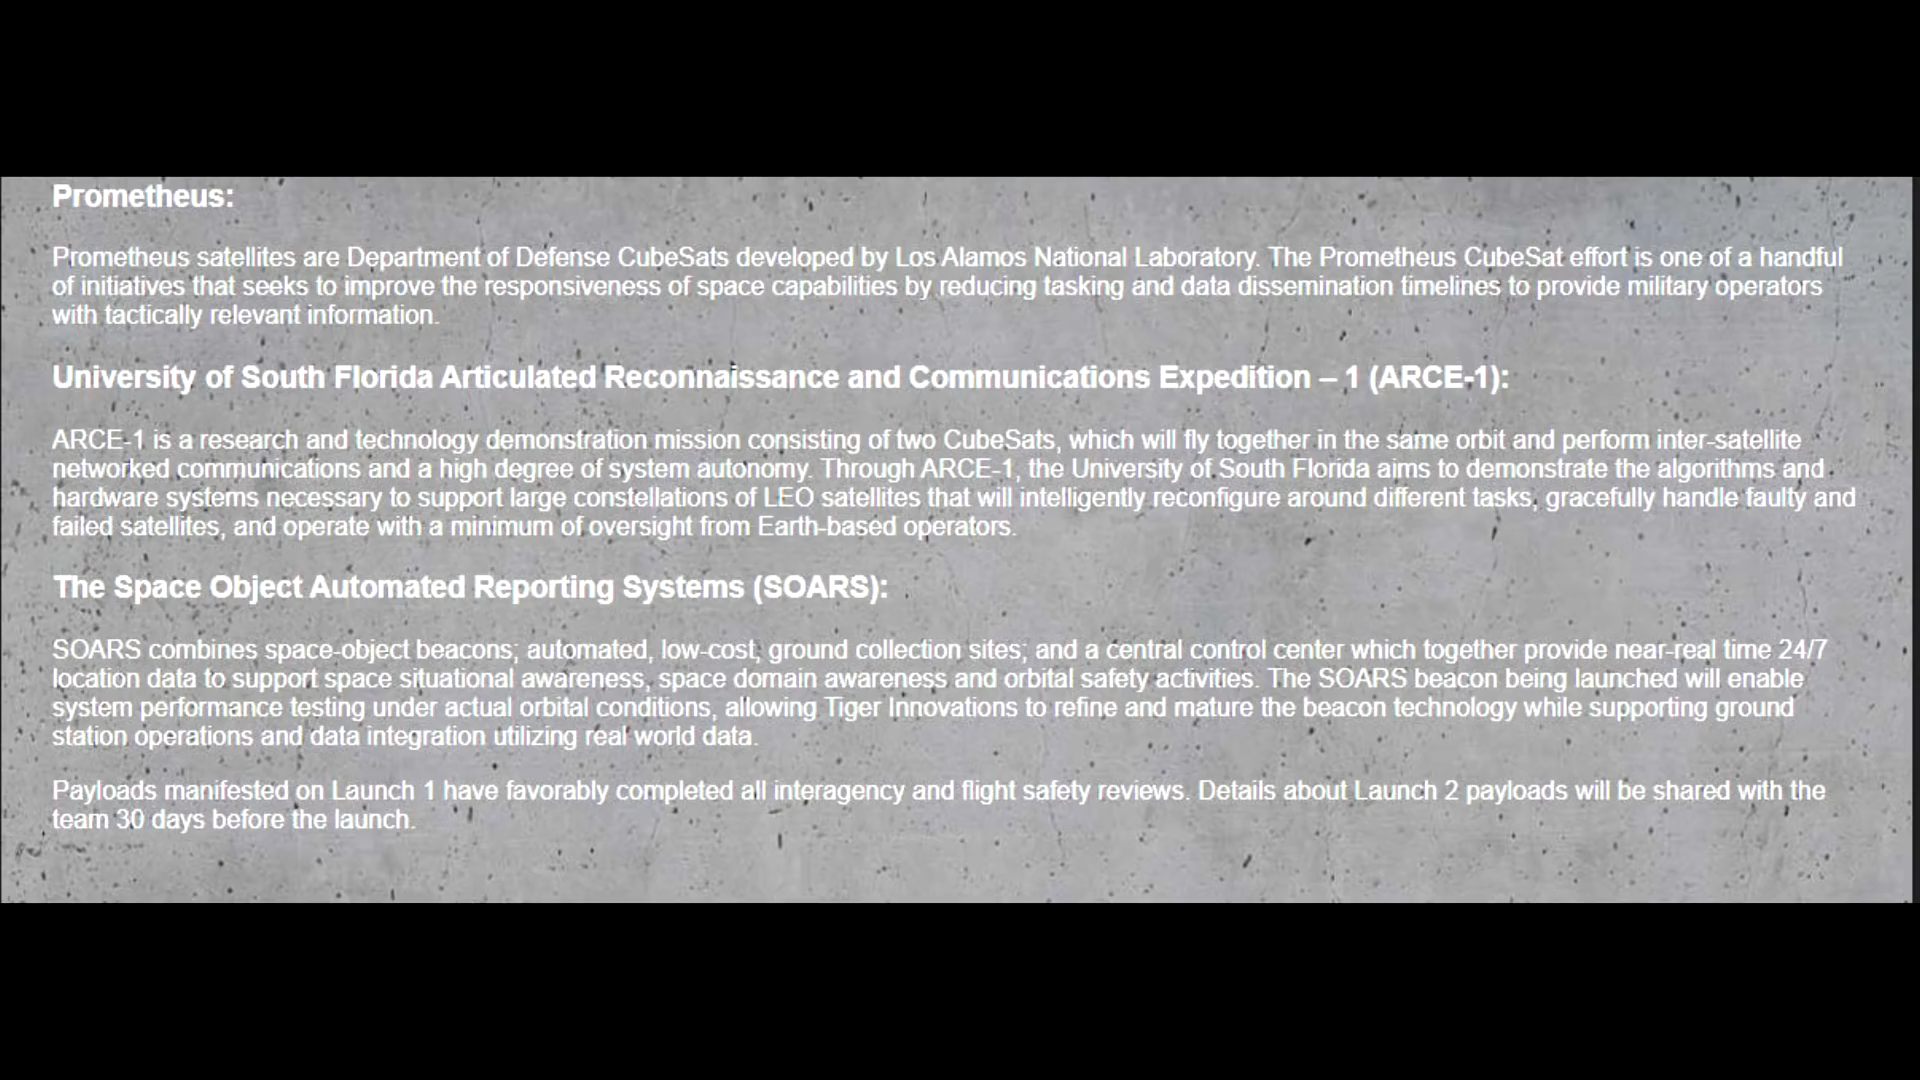 Prometheus:
Prometheus satellites are Department of Defense CubeSats developed by Los Alamos National Laboratory. The Prometheus CubeSat effort is one of a handful
of initiatives that seeks to improve the responsiveness of space capabilities by reducing tasking and data dissemination timelines to provide military operators
with tactically relevant information.
University of South Florida Articulated Reconnaissance and Communications Expedition – 1 (ARCE-1):
ARCE-1 is a research and technology demonstration mission consisting of two CubeSats, which will fly together in the same orbit and perform inter-satellite
networked communications and a high degree of system autonomy. Through ARCE-1, the University of South Florida aims to demonstrate the algorithms and
hardware systems necessary to support large constellations of LEO satellites that will intelligently reconfigure around different tasks, gracefully handle faulty and
failed satellites, and operate with a minimum of oversight from Earth-based operators.
The Space Object Automated Reporting Systems (SOARS):
SOARS combines space-object beacons; automated, low-cost, ground collection sites; and a central control center which together provide near-real time 24/7
location data to support space situational awareness, space domain awareness and orbital safety activities. The SOARS beacon being launched will enable
system performance testing under actual orbital conditions, allowing Tiger Innovations to refine and mature the beacon technology while supporting ground
station operations and data integration utilizing real world data.
Payloads manifested on Launch 1 have favorably completed all interagency and flight safety reviews. Details about Launch 2 payloads will be shared with the
team 30 days before the launch.